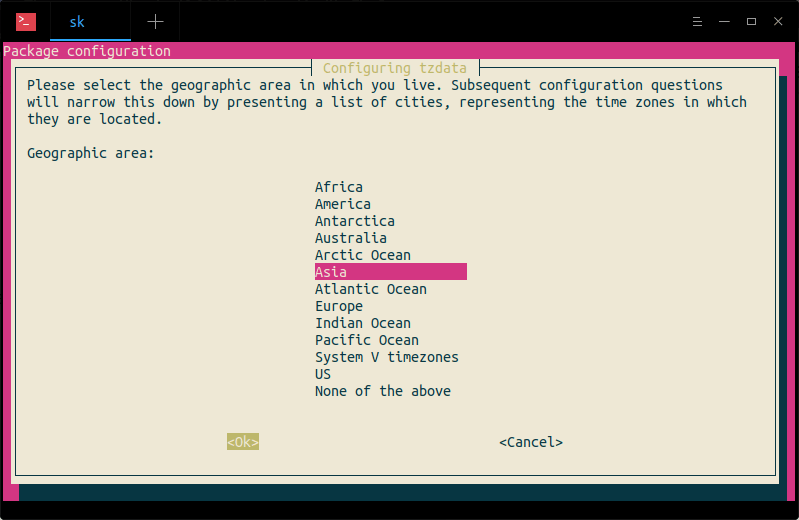 sk
Package configuration
Configuring tzdata
Please select the geographic area in which you live. Subsequent configuration questions
will narrow this down by presenting a list of cities, representing the time zones in which
they are located.
Geographic area:
Africa
America
Antarctica
Australia
Arctic Ocean
Asia
Atlantic Ocean
Europe
Indian Ocean
Pacific Ocean
System V timezones
US
None of the above
<Ok> <Cancel>